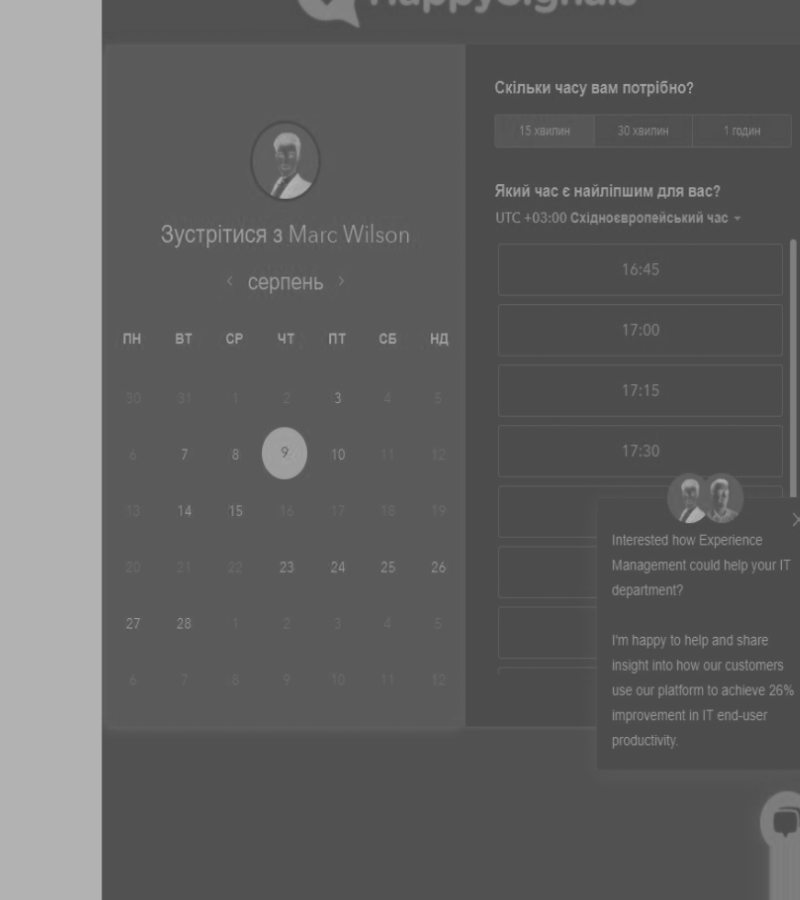 HappySignals
Зустрітися з Marc Wilson
серпень
ПН ВТ СР ЧТ ПТ СБ НД
30 31 1 2 3 4 5
6 7 8 9 10 11 12
13 14 15 16 17 18 19
20 21 22 23 24 25 26
27 28 1 2 3 4 5
6 7 8 9 10 11 12
Скільки часу вам потрібно?
15 хвилин 30 хвилин 1 годин
Який час є найліпшим для вас?
UTC +03:00 Східноєвропейський час
16:45
17:00
17:15
17:30
Interested how Experience
Management could help your IT
department?
I'm happy to help and share
insight into how our customers
use our platform to achieve 26%
improvement in IT end-user
productivity.